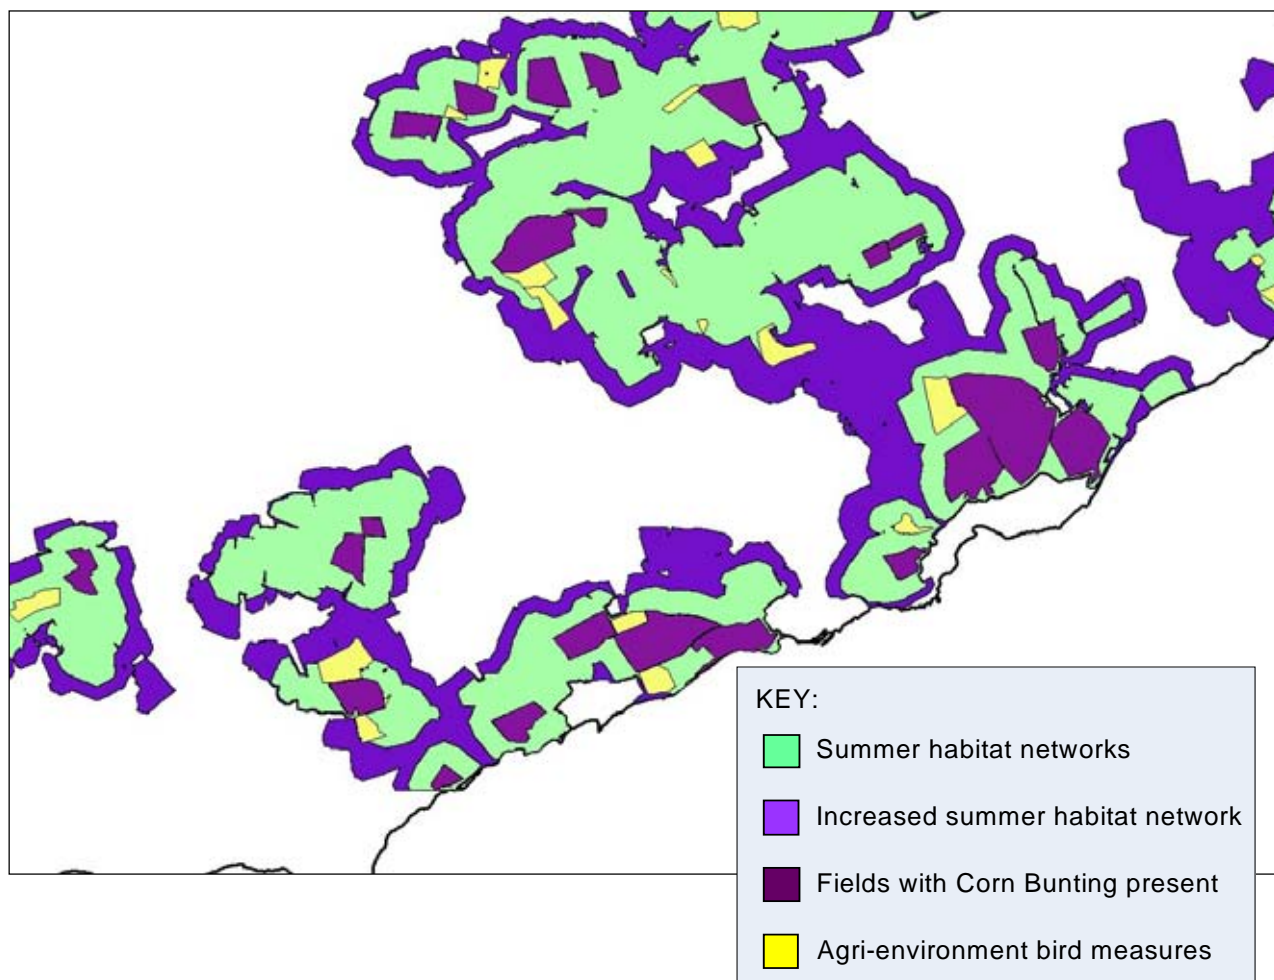 KEY:
Summer habitat networks
Increased summer habitat network
Fields with Corn Bunting present
Agri-environment bird measures